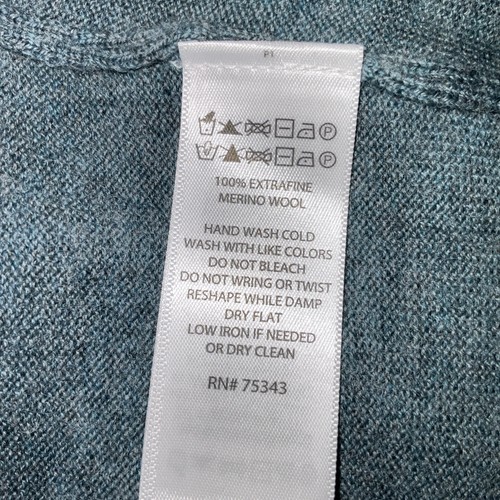 P1
100% EXTRAFINE
MERINO WOOL
HAND WASH COLD
WASH WITH LIKE COLORS
DO NOT BLEACH
DO NOT WRING OR TWIST
RESHAPE WHILE DAMP
DRY FLAT
LOW IRON IF NEEDED
OR DRY CLEAN
RN# 75343